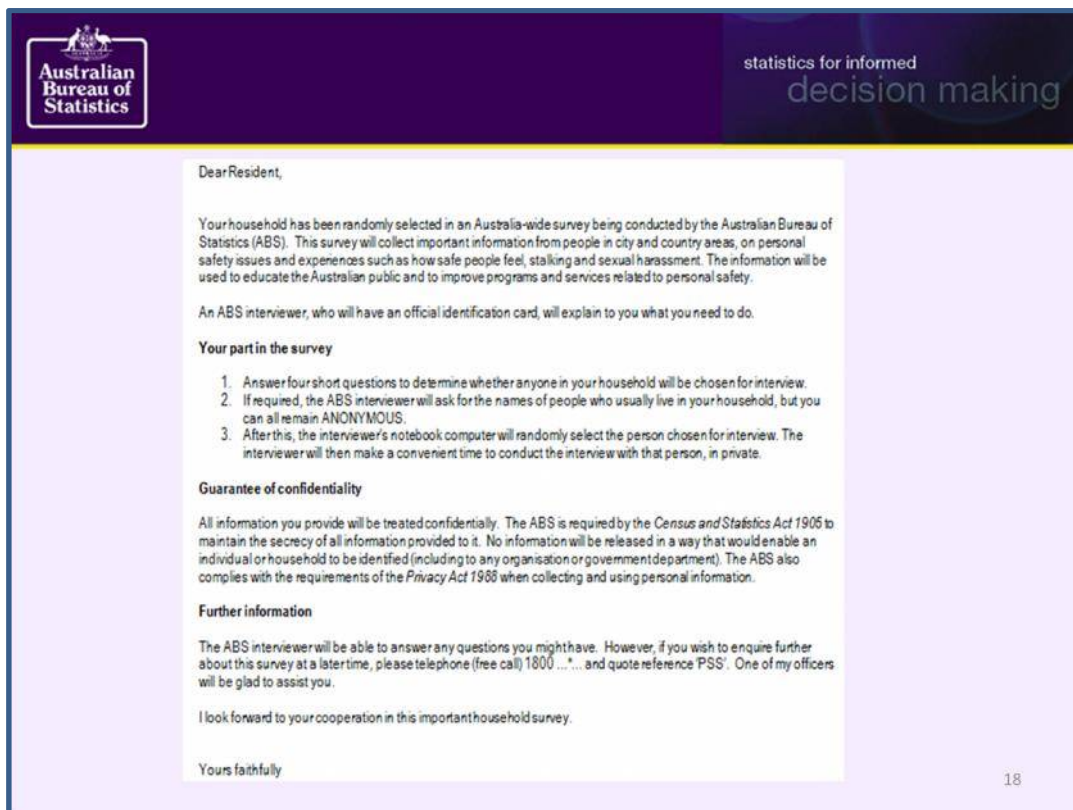 Australian
Bureau of
Statistics
statistics for informed
decision making
Dear Resident,
Your household has been randomly selected in an Australia-wide survey being conducted by the Australian Bureau of
Statistics (ABS). This survey will collect important information from people in city and country areas, on personal
safety issues and experiences such as how safe people feel, stalking and sexual harassment. The information will be
used to educate the Australian public and to improve programs and services related to personal safety.
An ABS interviewer, who will have an official identification card, will explain to you what you need to do.
Your part in the survey
1. Answer four short questions to determine whether anyone in your household will be chosen for interview.
2. If required, the ABS interviewer will ask for the names of people who usually live in your household, but you
can all remain ANONYMOUS.
3. After this, the interviewer's notebook computer will randomly select the person chosen for interview. The
interviewer will then make a convenient time to conduct the interview with that person, in private.
Guarantee of confidentiality
All information you provide will be treated confidentially. The ABS is required by the Census and Statistics Act 1905 to
maintain the secrecy of all information provided to it. No information will be released in a way that would enable an
individual or household to be identified (including to any organisation or government department). The ABS also
complies with the requirements of the Privacy Act 1988 when collecting and using personal information.
Further information
The ABS interviewer will be able to answer any questions you might have. However, if you wish to enquire further
about this survey at a later time, please telephone (free call) 1800 ...*... and quote reference 'PSS'. One of my officers
will be glad to assist you.
I look forward to your cooperation in this important household survey.
Yours faithfully
18